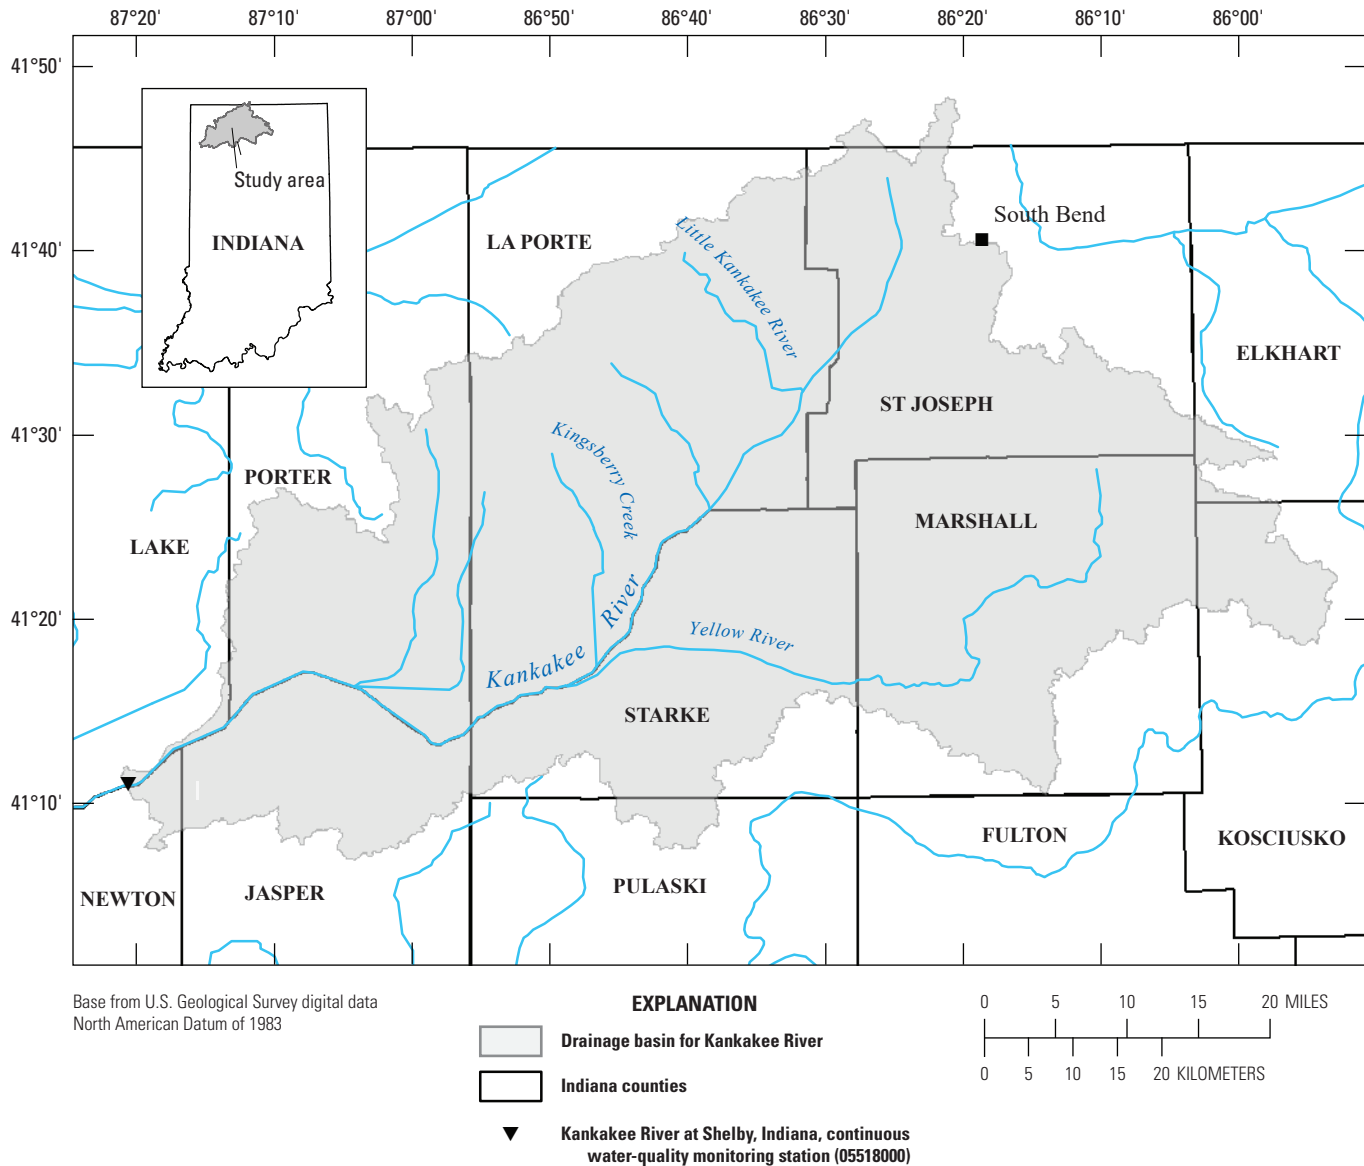 87°20' 87°10' 87°00' 86°50' 86°40' 86°30' 86°20' 86°10' 86°00'
41°50'
41°40'
41°30'
41°20'
41°10'
Study area
INDIANA
LA PORTE
South Bend
Little Kankakee River
ELKHART
ST JOSEPH
Kingsberry Creek
PORTER
MARSHALL
LAKE
Kankakee River
Yellow River
STARKE
FULTON
KOSCIUSKO
NEWTON
JASPER
PULASKI
Base from U.S. Geological Survey digital data
North American Datum of 1983
EXPLANATION
Drainage basin for Kankakee River
Indiana counties
Kankakee River at Shelby, Indiana, continuous
water-quality monitoring station (05518000)
0 5 10 15 20 MILES
0 5 10 15 20 KILOMETERS